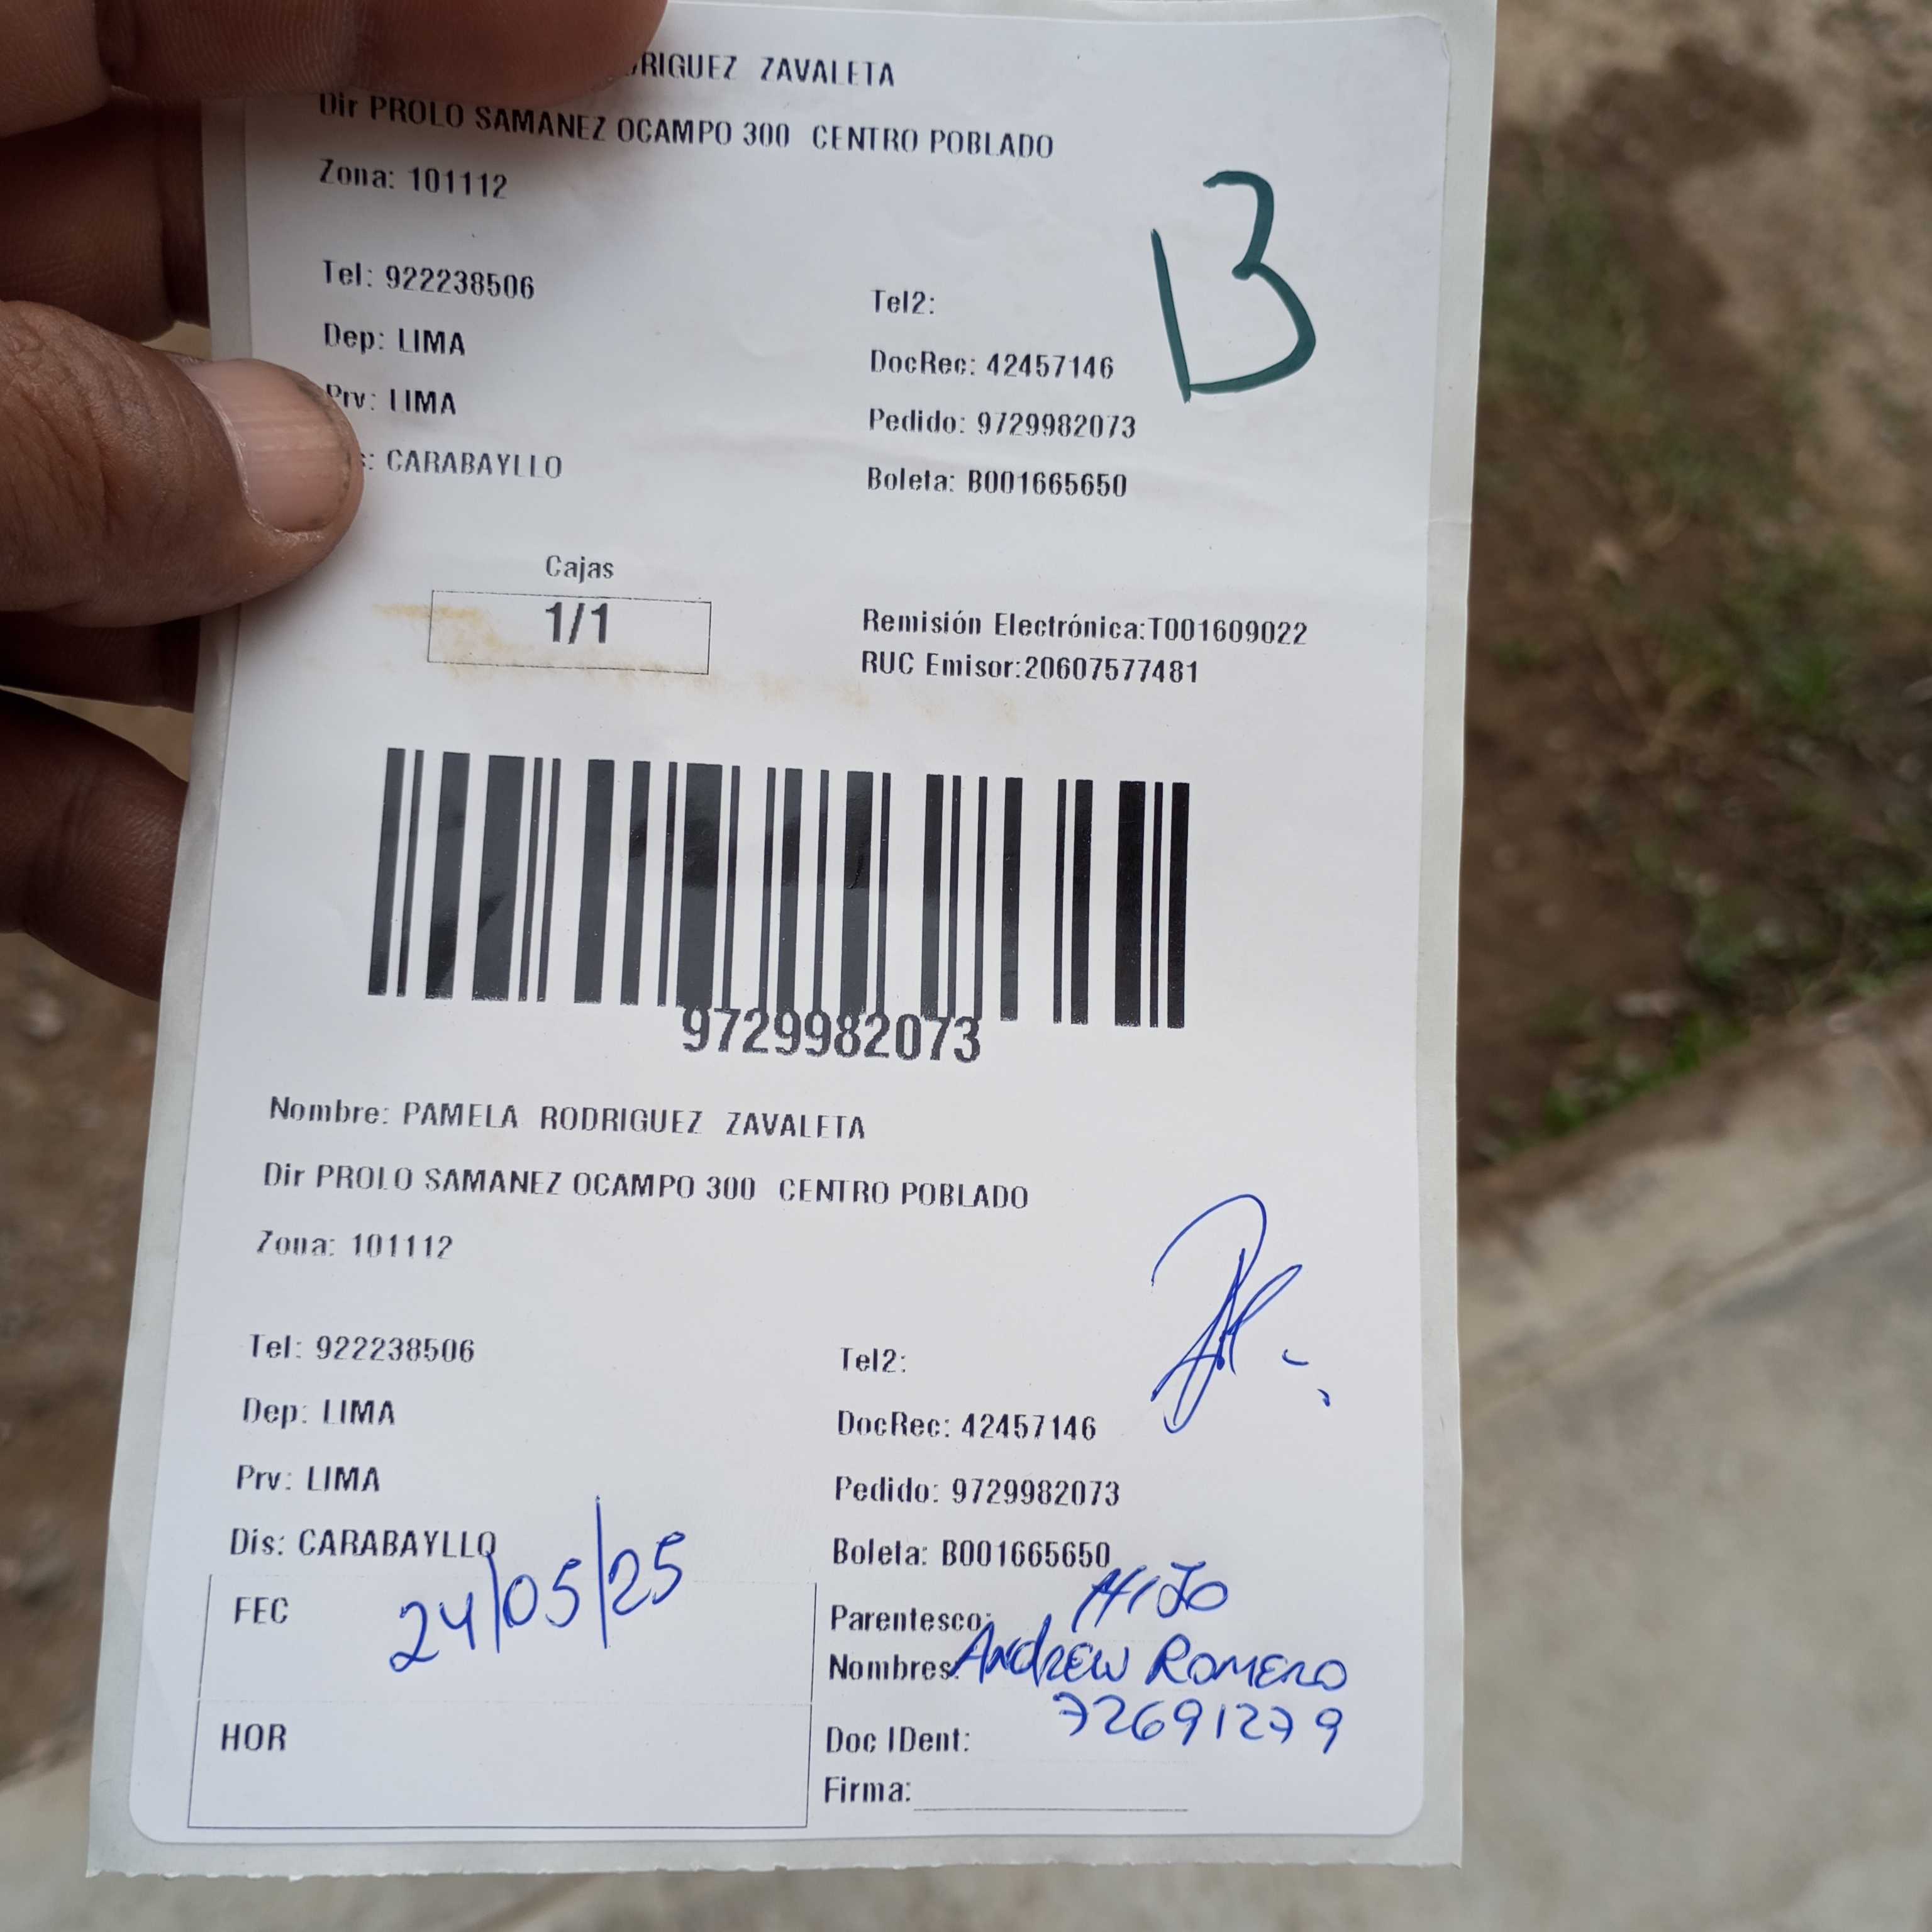 RIGUEZ ZAVALETA
Dir PROLO SAMANEZ OCAMPO 300 CENTRO POBLADO
Zona: 101112
B
Tel: 922238506
Tel2:
Dep: LIMA
DocRec: 42457146
Prv: LIMA
Pedido: 9729982073
: CARABAYLLO
Boleta: B001665650
Cajas
1/1
Remisión Electrónica:T001609022
RUC Emisor:20607577481
9729982073
Nombre: PAMELA RODRIGUEZ ZAVALETA
Dir PROLO SAMANEZ OCAMPO 300 CENTRO POBLADO
Zona: 101112
Tel: 922238506
Tel2:
Dep: LIMA
DocRec: 42457146
Prv: LIMA
Pedido: 9729982073
Dis: CARABAYLLO
Boleta: B001665650
FEC 24/05/25
Parentesco: HIJO
Nombres: Andrew Romero
72691279
HOR
Doc IDent:
Firma: